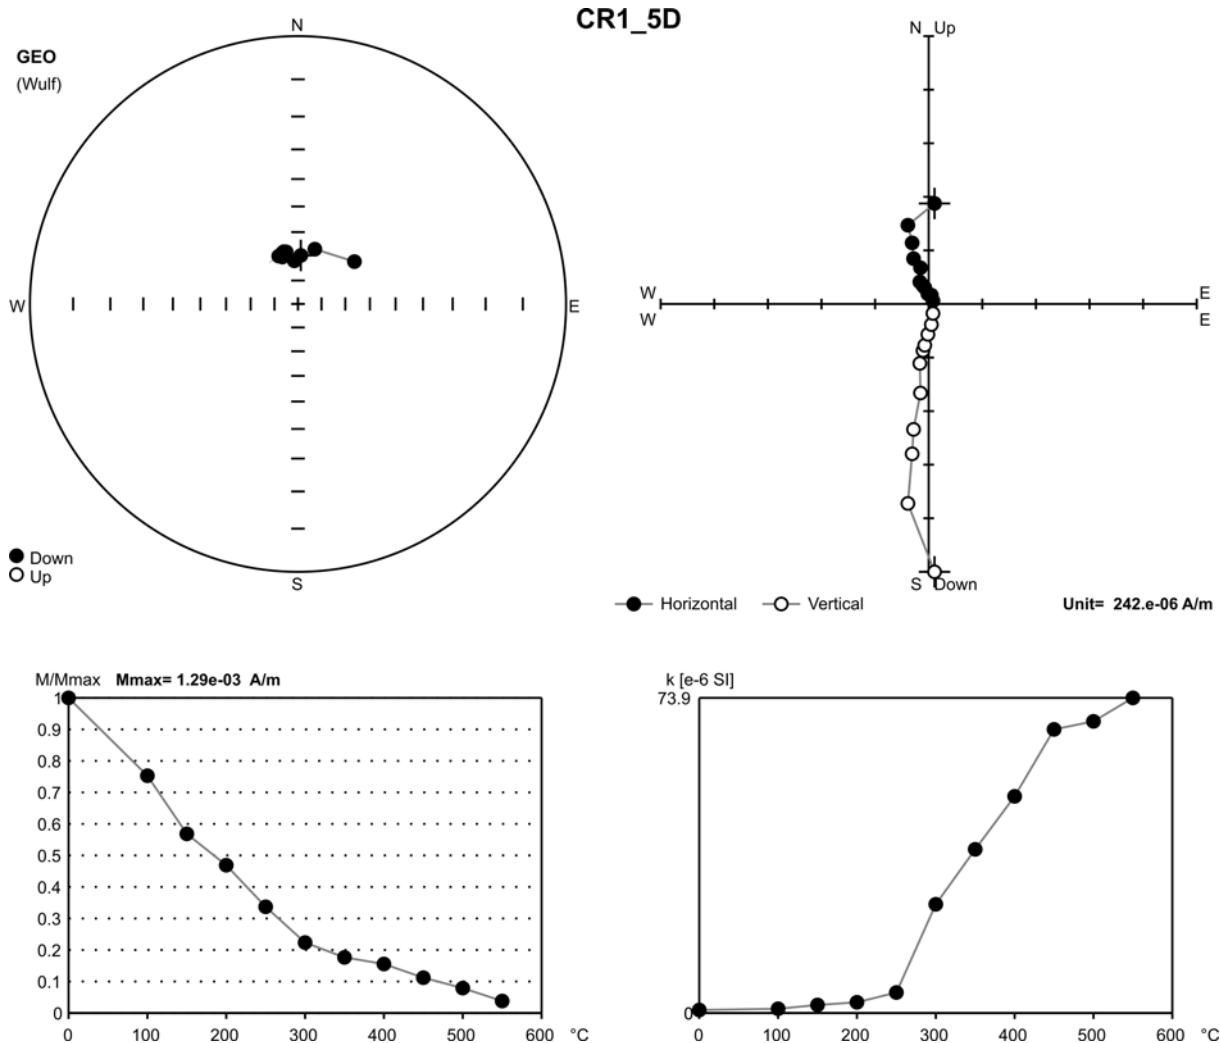 CR1_5D
GEO
(Wulf)
N
W
E
S
Down
Up
N Up
W
E
W
E
S Down
Horizontal
Vertical
Unit= 242.e-06 A/m
M/Mmax Mmax= 1.29e-03 A/m
1
0.9
0.8
0.7
0.6
0.5
0.4
0.3
0.2
0.1
0
0 100 200 300 400 500 600 °C
k [e-6 SI]
73.9
0
0 100 200 300 400 500 600 °C